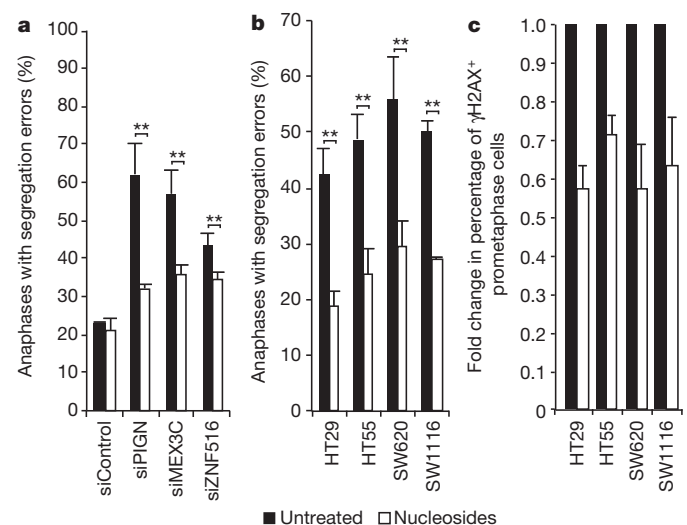 a
Anaphases with segregation errors (%)
100
90
80
70
60
50
40
30
20
10
0
**
**
**
siControl
siPIGN
siMEX3C
siZNF516
b
Anaphases with segregation errors (%)
70
60
50
40
30
20
10
0
**
**
**
**
HT29
HT55
SW620
SW1116
c
Fold change in percentage of γH2AX+
prometaphase cells
1.0
0.9
0.8
0.7
0.6
0.5
0.4
0.3
0.2
0.1
0
HT29
HT55
SW620
SW1116
Untreated
Nucleosides